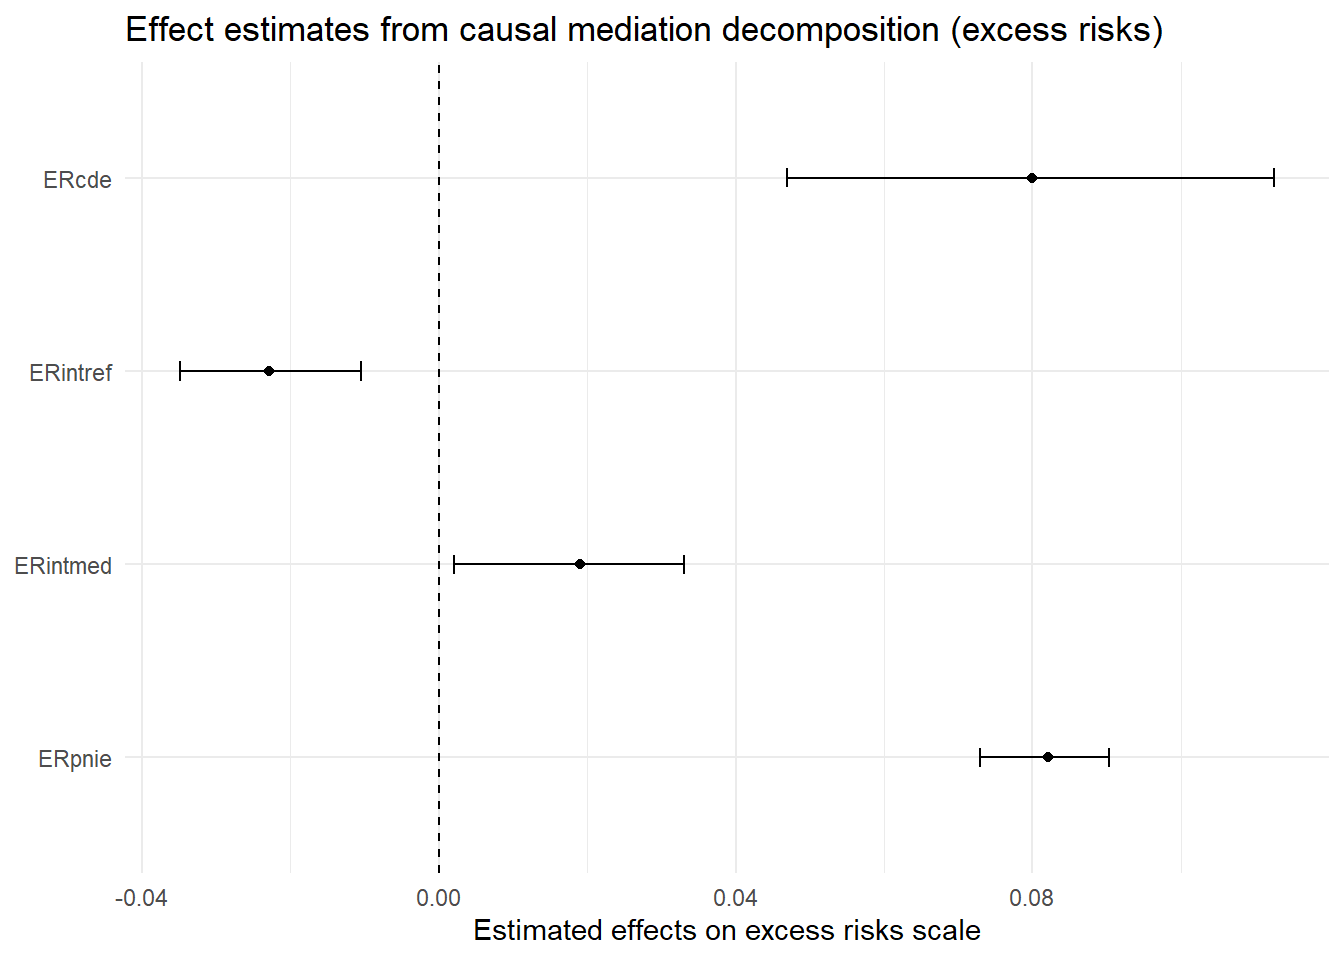 Effect estimates from causal mediation decomposition (excess risks)
ERcde
ERintref
ERintmed
ERpnie
-0.04 0.00 0.04 0.08
Estimated effects on excess risks scale